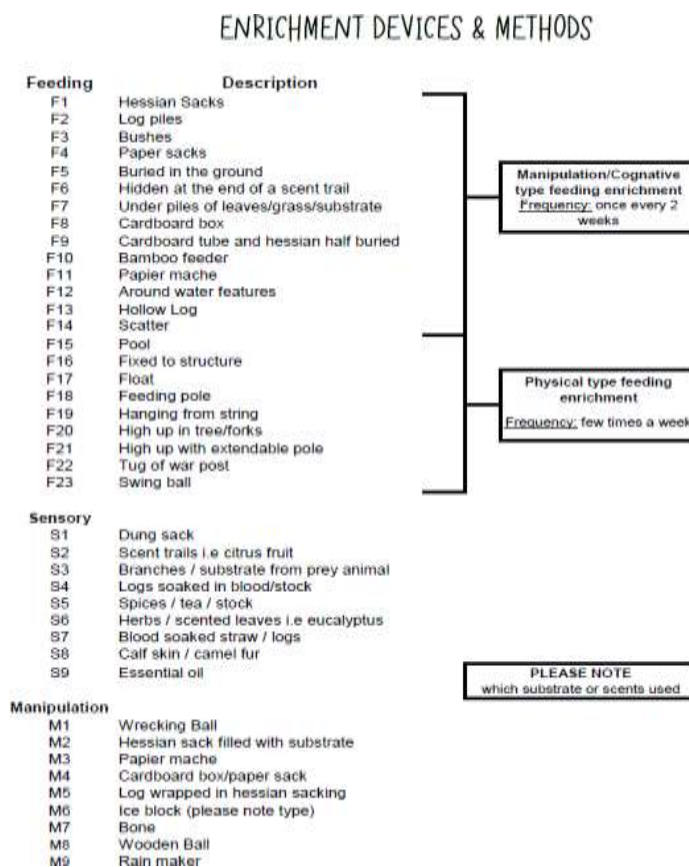 ENRICHMENT DEVICES & METHODS
Feeding Description
F1 Hessian Sacks
F2 Log piles
F3 Bushes
F4 Paper sacks
F5 Buried in the ground
F6 Hidden at the end of a scent trail
F7 Under piles of leaves/grass/substrate
F8 Cardboard box
F9 Cardboard tube and hessian half buried
F10 Bamboo feeder
F11 Papier mache
F12 Around water features
F13 Hollow Log
F14 Scatter
F15 Pool
F16 Fixed to structure
F17 Float
F18 Feeding pole
F19 Hanging from string
F20 High up in tree/forks
F21 High up with extendable pole
F22 Tug of war post
F23 Swing ball
Manipulation/Cognative
type feeding enrichment
Frequency: once every 2
weeks
Physical type feeding
enrichment
Frequency: few times a week
Sensory
S1 Dung sack
S2 Scent trails i.e citrus fruit
S3 Branches / substrate from prey animal
S4 Logs soaked in blood/stock
S5 Spices / tea / stock
S6 Herbs / scented leaves i.e eucalyptus
S7 Blood soaked straw / logs
S8 Calf skin / camel fur
S9 Essential oil
PLEASE NOTE
which substrate or scents used
Manipulation
M1 Wrecking Ball
M2 Hessian sack filled with substrate
M3 Papier mache
M4 Cardboard box/paper sack
M5 Log wrapped in hessian sacking
M6 Ice block (please note type)
M7 Bone
M8 Wooden Ball
M9 Rain maker